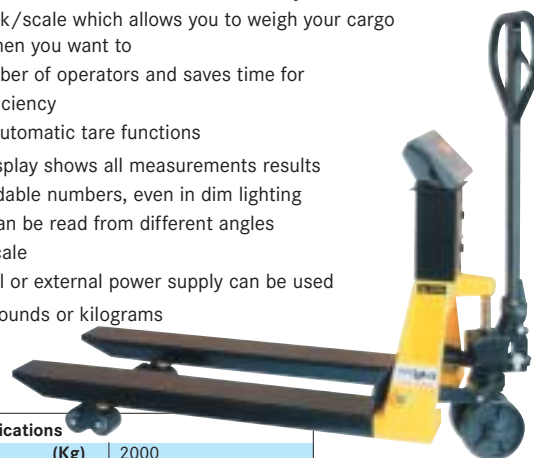 k/scale which allows you to weigh your cargo
hen you want to
ber of operators and saves time for
ciency
utomatic tare functions
splay shows all measurements results
dable numbers, even in dim lighting
an be read from different angles
cale
l or external power supply can be used
ounds or kilograms
ications
(Kg) 2000